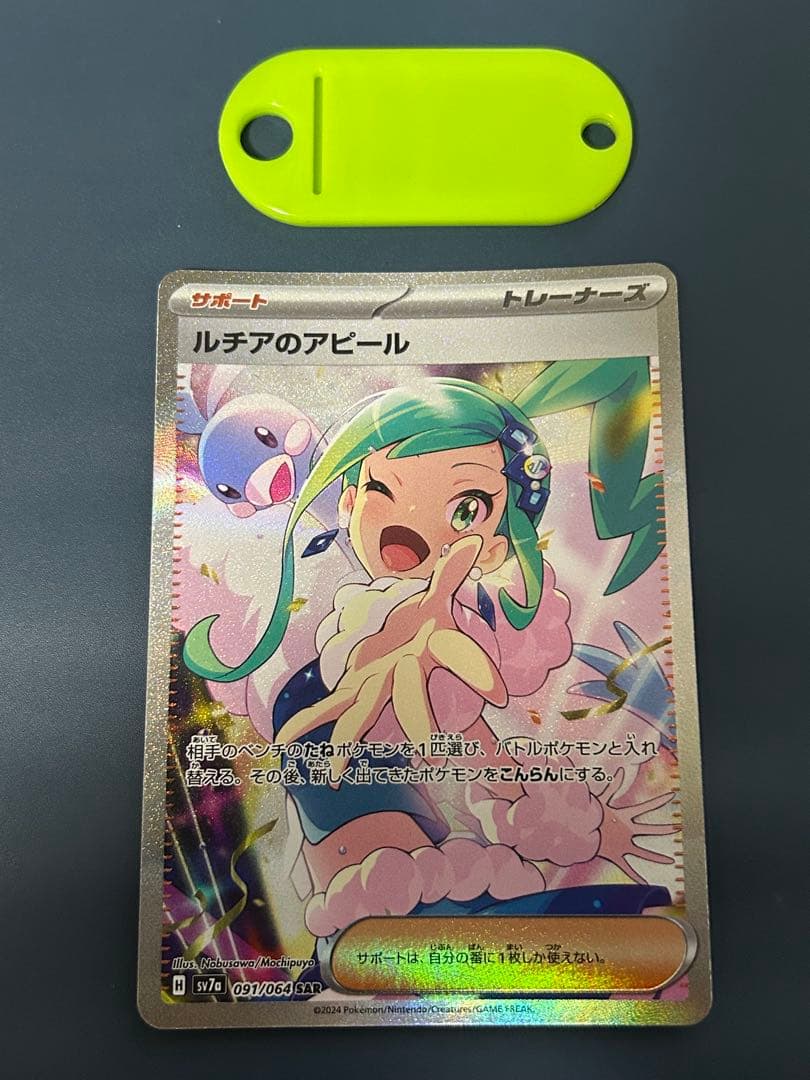 サポート トレーナーズ
ルチアのアピール
相手のベンチのたねポケモンを1匹選び、バトルポケモンと入れ
替える。その後、新しく出てきたポケモンをこんらんにする。
Illus. Nobusawa/Mochipuyo
サポートは、自分の番に1枚しか使えない。
H sv7a 091/064 SAR
©2024 Pokémon/Nintendo/Creatures/GAME FREAK.